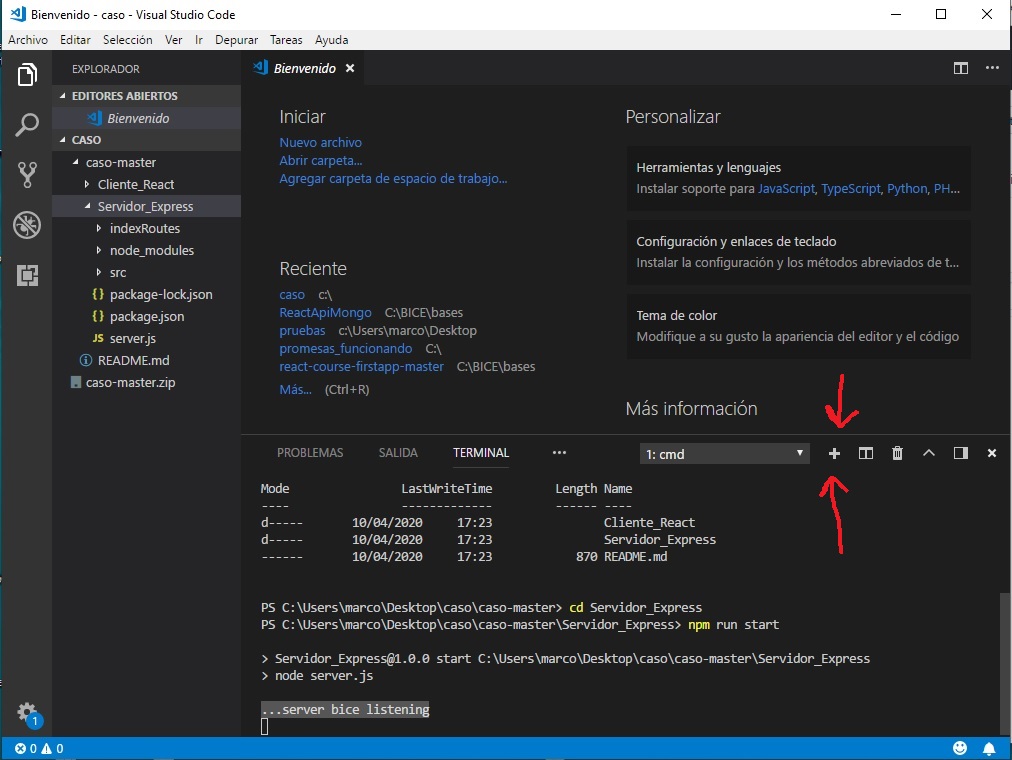 Bienvenido - caso - Visual Studio Code
Archivo Editar Selección Ver Ir Depurar Tareas Ayuda
EXPLORADOR
EDITORES ABIERTOS
Bienvenido
CASO
caso-master
Cliente_React
Servidor_Express
indexRoutes
node_modules
src
{} package-lock.json
{} package.json
JS server.js
README.md
caso-master.zip
1
Bienvenido
Iniciar
Nuevo archivo
Abrir carpeta...
Agregar carpeta de espacio de trabajo...
Reciente
caso c:\
ReactApiMongo C:\BICE\bases
pruebas c:\Users\marco\Desktop
promesas_funcionando C:\
react-course-firstapp-master C:\BICE\bases
Más... (Ctrl+R)
Personalizar
Herramientas y lenguajes
Instalar soporte para JavaScript, TypeScript, Python, PH...
Configuración y enlaces de teclado
Instalar la configuración y los métodos abreviados de t...
Tema de color
Modifique a su gusto la apariencia del editor y el código
Más información
PROBLEMAS SALIDA TERMINAL ... 1: cmd
Mode LastWriteTime Length Name
---- ------------- ------ ----
d----- 10/04/2020 17:23 Cliente_React
d----- 10/04/2020 17:23 Servidor_Express
------ 10/04/2020 17:23 870 README.md
PS C:\Users\marco\Desktop\caso\caso-master> cd Servidor_Express
PS C:\Users\marco\Desktop\caso\caso-master\Servidor_Express> npm run start
> Servidor_Express@1.0.0 start C:\Users\marco\Desktop\caso\caso-master\Servidor_Express
> node server.js
...server bice listening
0 0